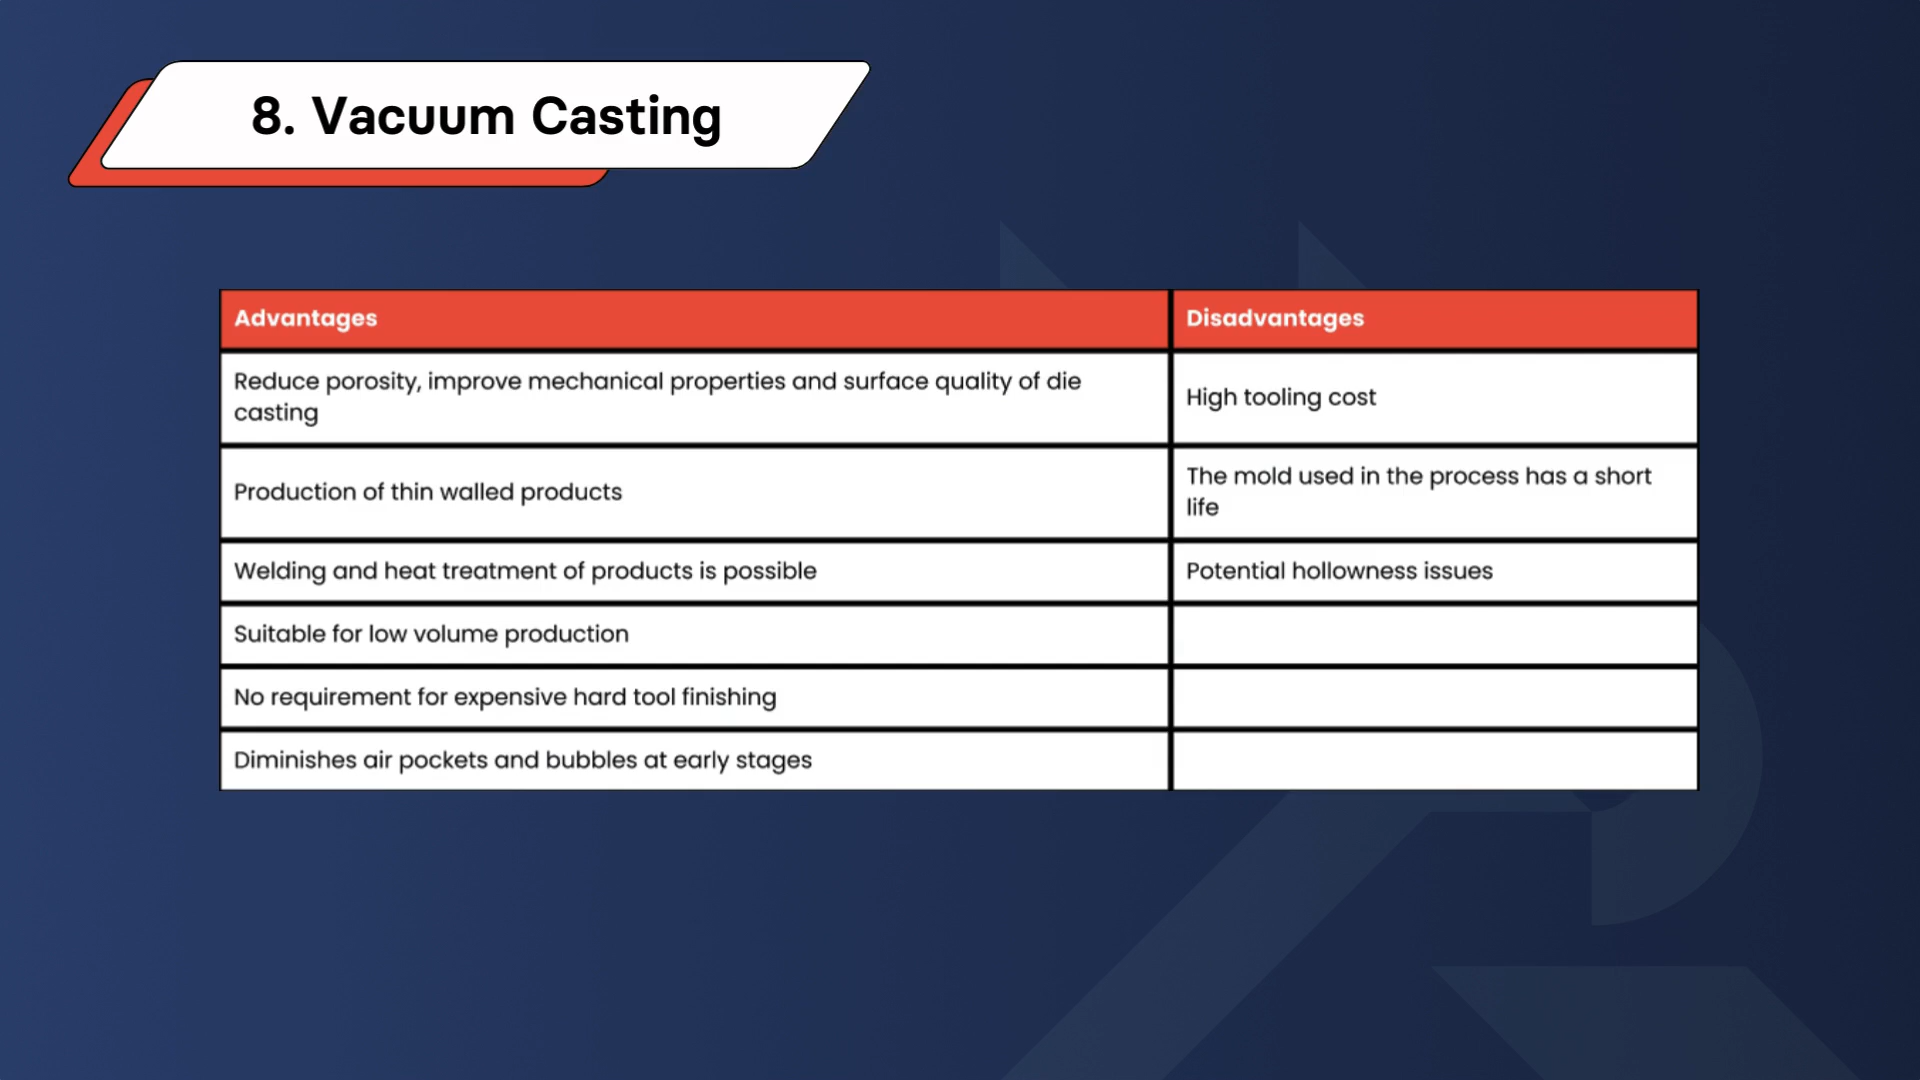 8. Vacuum Casting
Advantages
Disadvantages
Reduce porosity, improve mechanical properties and surface quality of die
casting
High tooling cost
Production of thin walled products
The mold used in the process has a short
life
Welding and heat treatment of products is possible
Potential hollowness issues
Suitable for low volume production
No requirement for expensive hard tool finishing
Diminishes air pockets and bubbles at early stages